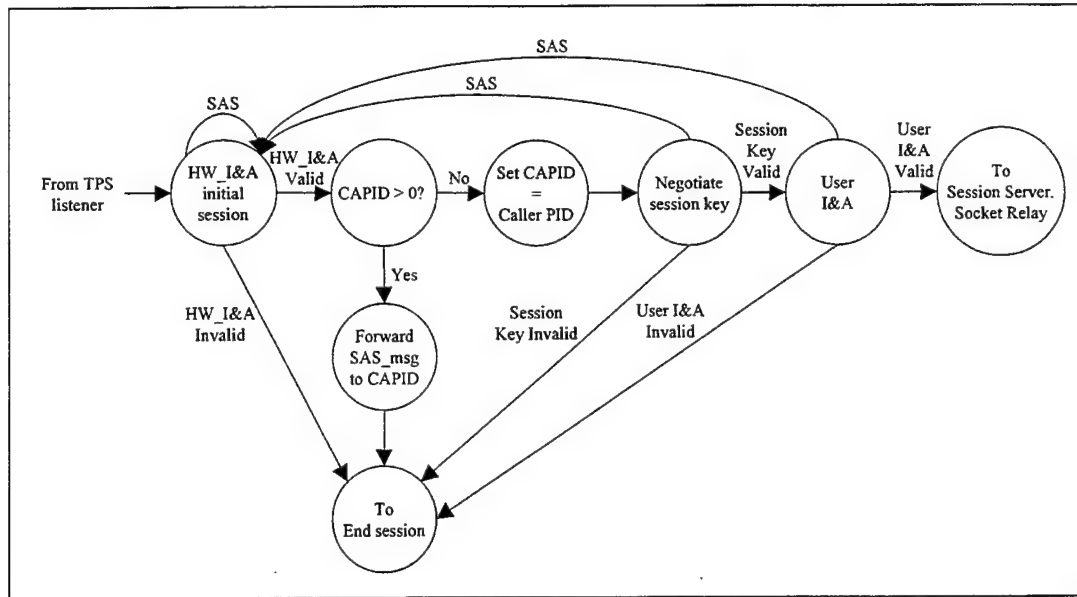 SAS
SAS
SAS
From TPS
listener
HW_I&A
initial
session
HW_I&A
Valid
CAPID > 0?
No
Set CAPID
=
Caller PID
Negotiate
session key
Session
Key
Valid
User
I&A
User
I&A
Valid
To
Session Server.
Socket Relay
HW_I&A
Invalid
Yes
Forward
SAS_msg
to CAPID
Session
Key Invalid
User I&A
Invalid
To
End session